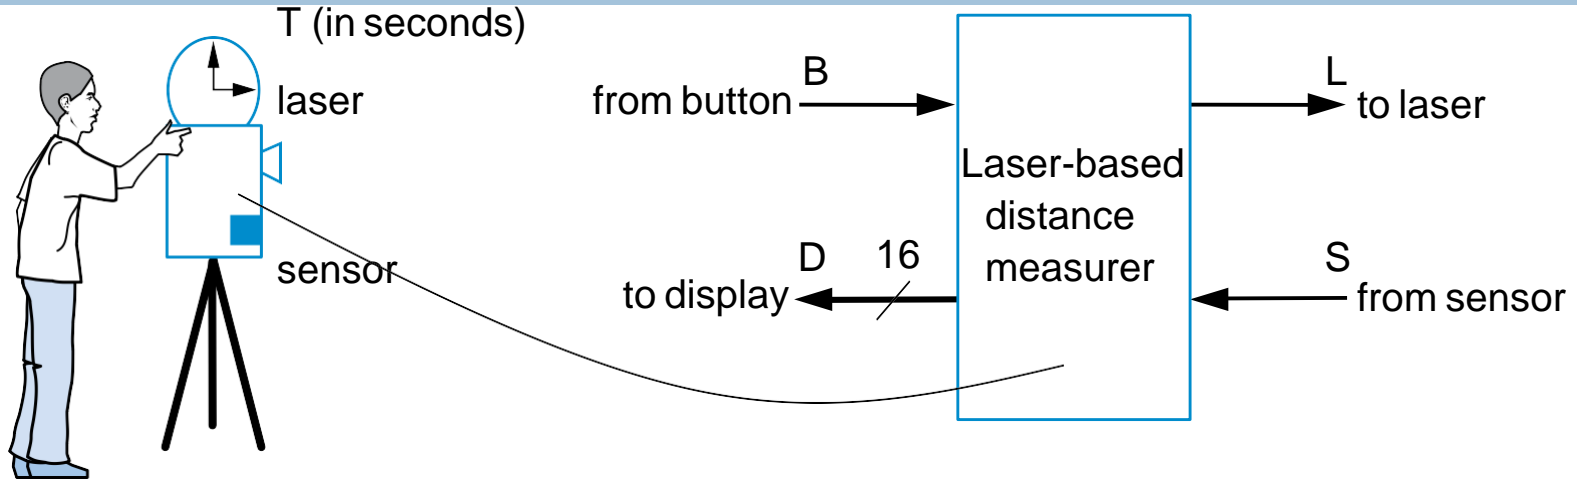 T (in seconds)
laser
sensor
B
from button
L
to laser
Laser-based
distance
measurer
D
16
to display
S
from sensor